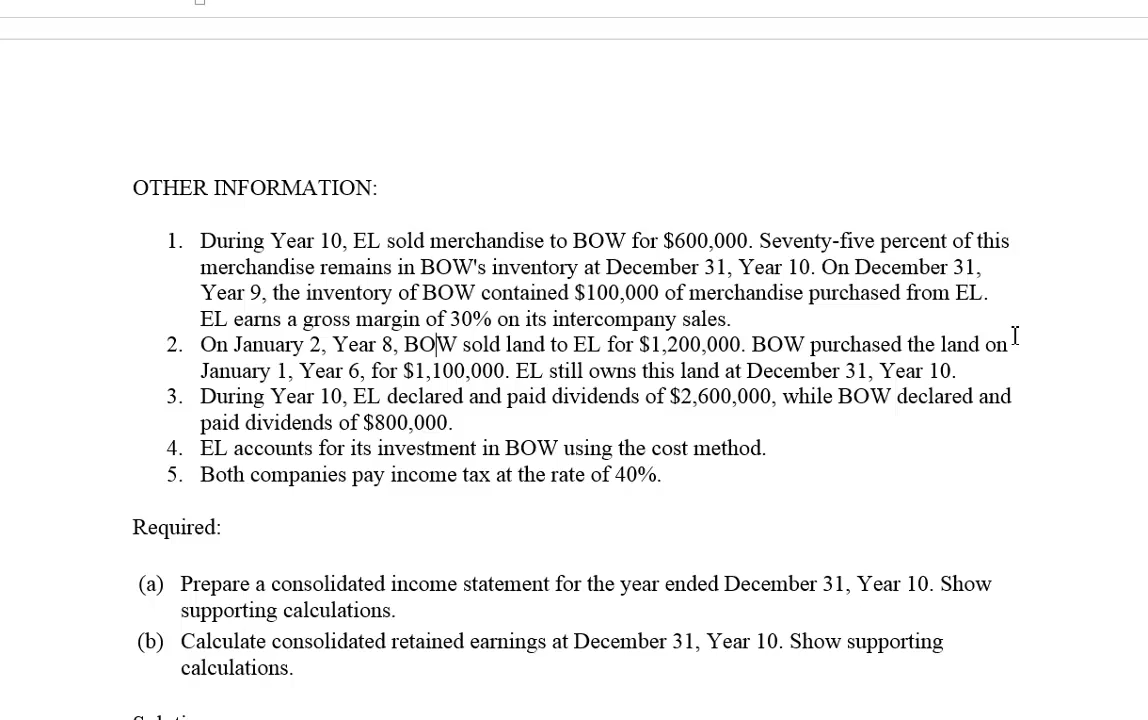 OTHER INFORMATION:
1. During Year 10, EL sold merchandise to BOW for $600,000. Seventy-five percent of this
merchandise remains in BOW's inventory at December 31, Year 10. On December 31,
Year 9, the inventory of BOW contained $100,000 of merchandise purchased from EL.
EL earns a gross margin of 30% on its intercompany sales.
2. On January 2, Year 8, BOW sold land to EL for $1,200,000. BOW purchased the land on
January 1, Year 6, for $1,100,000. EL still owns this land at December 31, Year 10.
3. During Year 10, EL declared and paid dividends of $2,600,000, while BOW declared and
paid dividends of $800,000.
4. EL accounts for its investment in BOW using the cost method.
5. Both companies pay income tax at the rate of 40%.
Required:
(a) Prepare a consolidated income statement for the year ended December 31, Year 10. Show
supporting calculations.
(b) Calculate consolidated retained earnings at December 31, Year 10. Show supporting
calculations.